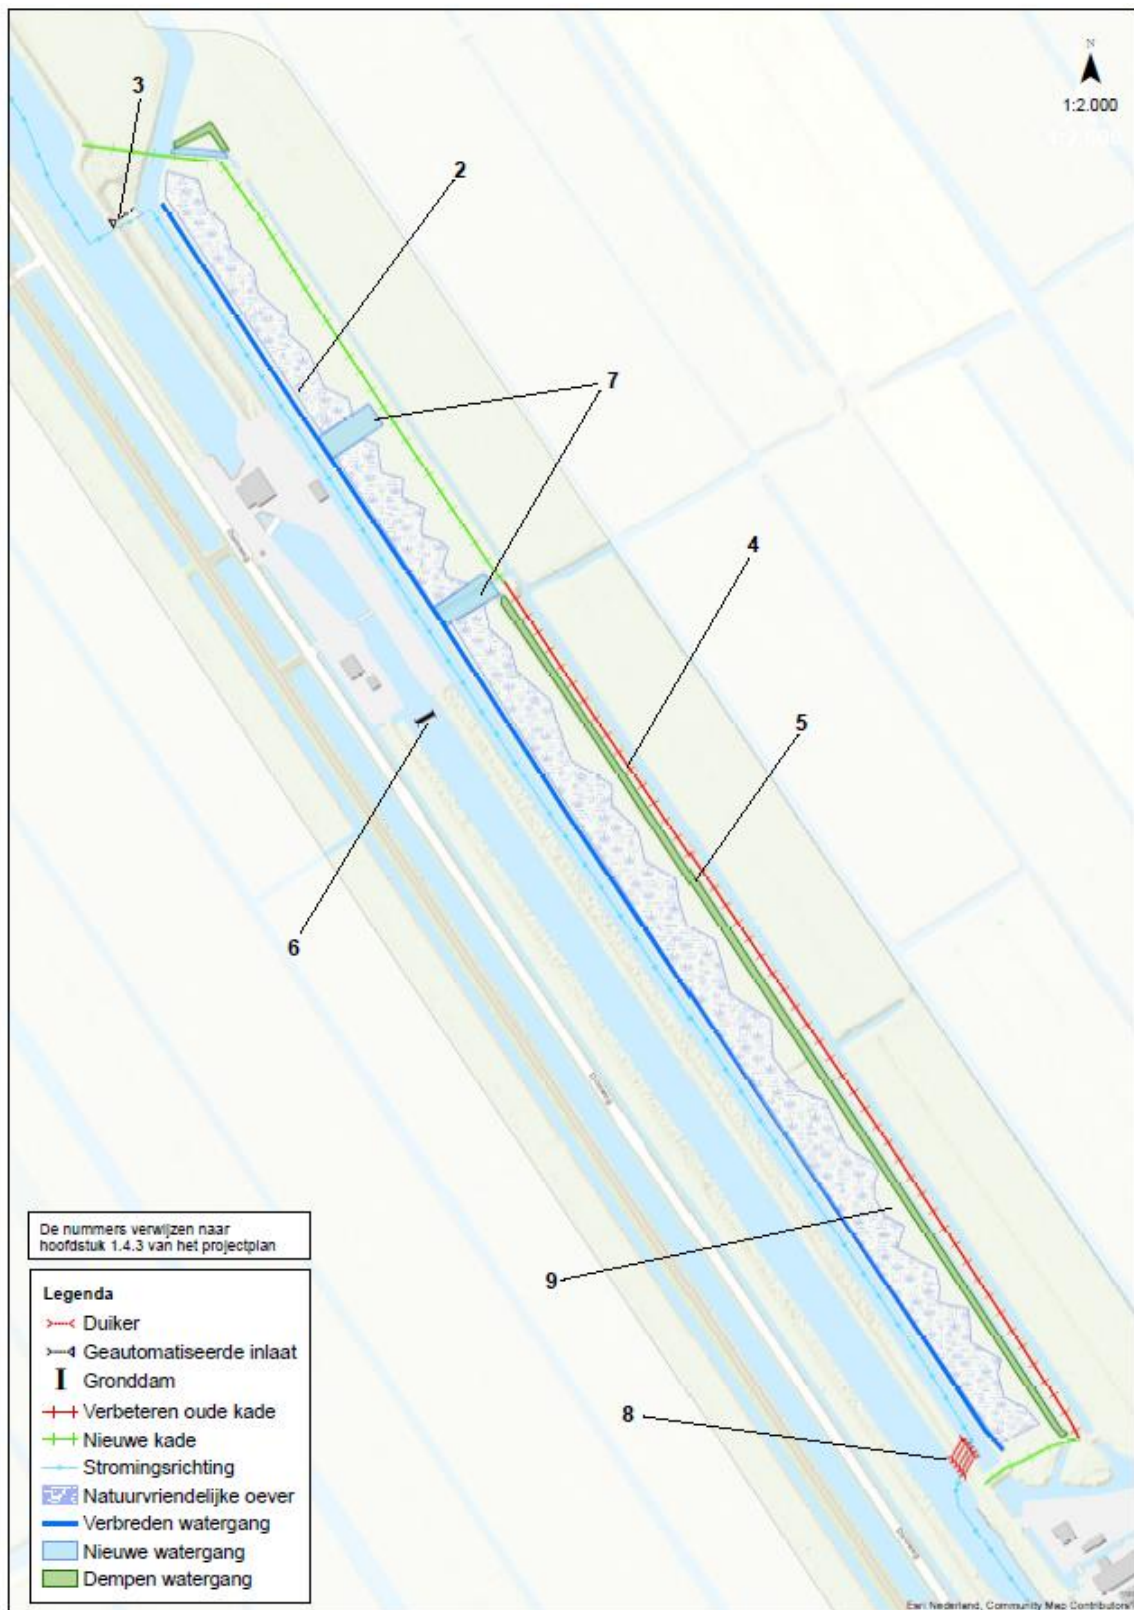 N
1:2.000
3
2
7
4
5
6
9
8
Duinweg
Duinweg
De nummers verwijzen naar
hoofdstuk 1.4.3 van het projectplan
Legenda
Duiker
Geautomatiseerde inlaat
Gronddam
Verbeteren oude kade
Nieuwe kade
Stromingsrichting
Natuurvriendelijke oever
Verbreden watergang
Nieuwe watergang
Dempen watergang
Esri Nederland, Community Map Contributors